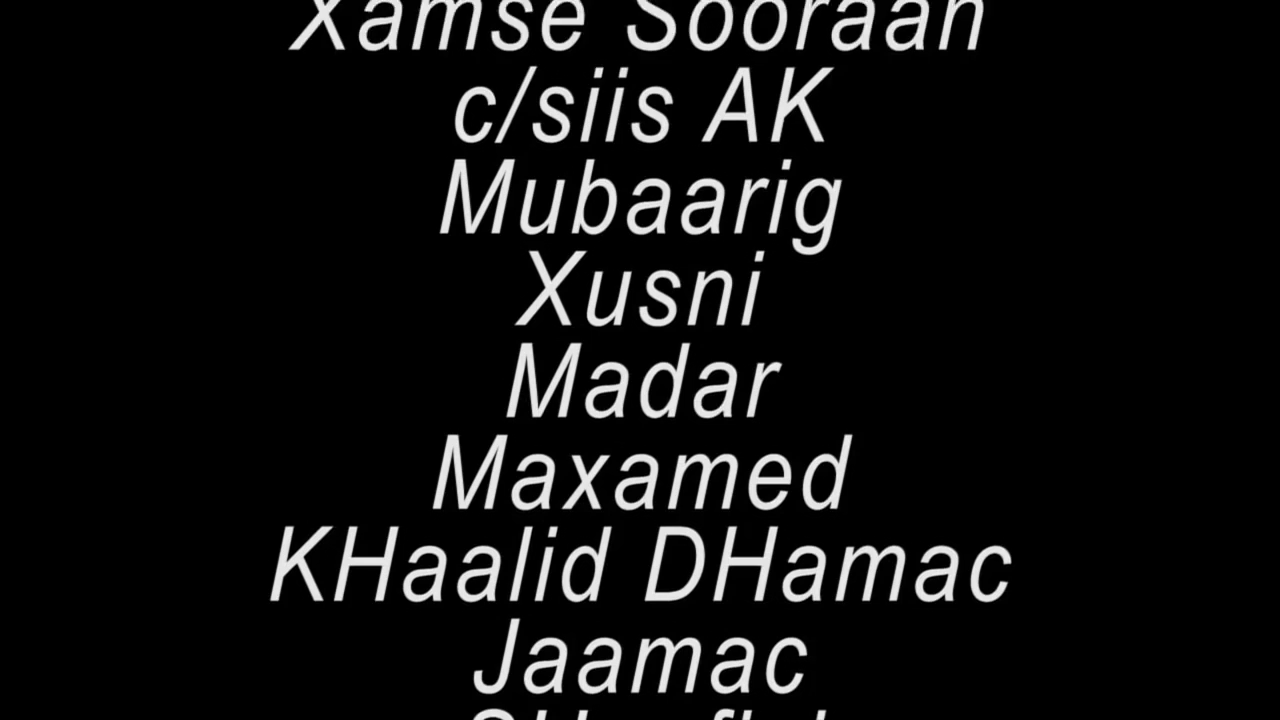 Xamse Sooraan
c/siis AK
Mubaarig
Xusni
Madar
Maxamed
KHaalid DHamac
Jaamac